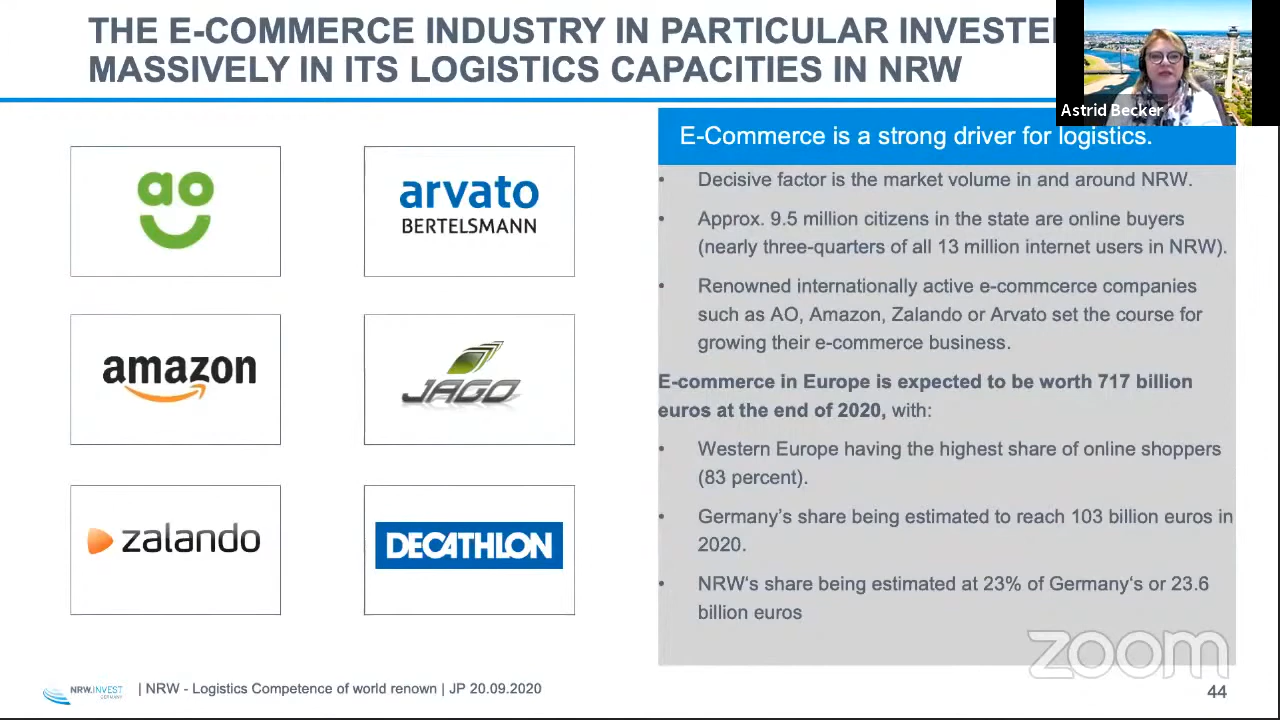 THE E-COMMERCE INDUSTRY IN PARTICULAR INVESTE
MASSIVELY IN ITS LOGISTICS CAPACITIES IN NRW
Astrid Becker
ao
arvato
BERTELSMANN
amazon
JAGO
zalando
DECATHLON
E-Commerce is a strong driver for logistics.
• Decisive factor is the market volume in and around NRW.
• Approx. 9.5 million citizens in the state are online buyers
(nearly three-quarters of all 13 million internet users in NRW).
• Renowned internationally active e-commcerce companies
such as AO, Amazon, Zalando or Arvato set the course for
growing their e-commerce business.
E-commerce in Europe is expected to be worth 717 billion
euros at the end of 2020, with:
• Western Europe having the highest share of online shoppers
(83 percent).
• Germany's share being estimated to reach 103 billion euros in
2020.
• NRW's share being estimated at 23% of Germany's or 23.6
billion euros
zoom
NRW.INVEST
GERMANY
| NRW - Logistics Competence of world renown | JP 20.09.2020
44